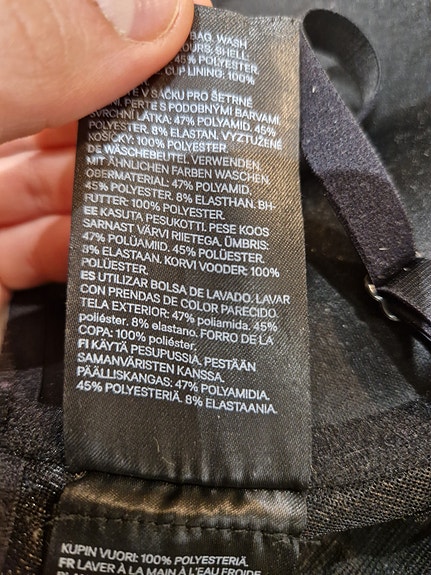 BAG. WASH
OURS. SHELL:
45% POLYESTER.
CUP LINING: 100%
V SÁČKU PRO ŠETRNÉ
PERTE S PODOBNÝMI BARVAMI
SVRCHNÍ LÁTKA: 47% POLYAMID, 45%
POLYESTER. 8% ELASTAN. VYZTUŽENÉ
KOŠÍČKY: 100% POLYESTER.
DE WÄSCHEBEUTEL VERWENDEN.
MIT ÄHNLICHEN FARBEN WASCHEN.
OBERMATERIAL: 47% POLYAMID.
45% POLYESTER. 8% ELASTHAN. BH-
FUTTER: 100% POLYESTER.
EE KASUTA PESUKOTTI. PESE KOOS
SARNAST VÄRVI RIIETEGA. ÜMBRIS:
47% POLÜAMIID. 45% POLÜESTER.
8% ELASTAAN. KORVI VOODER: 100%
POLÜESTER.
ES UTILIZAR BOLSA DE LAVADO. LAVAR
CON PRENDAS DE COLOR PARECIDO.
TELA EXTERIOR: 47% poliamida. 45%
poliéster. 8% elastano. FORRO DE LA
COPA: 100% poliéster.
FI KÄYTÄ PESUPUSSIA. PESTÄÄN
SAMANVÄRISTEN KANSSA.
PÄÄLLISKANGAS: 47% POLYAMIDIA.
45% POLYESTERIÄ. 8% ELASTAANIA.
KUPIN VUORI: 100% POLYESTERIÄ.
FR LAVER À LA MAIN À L'EAU FROIDE